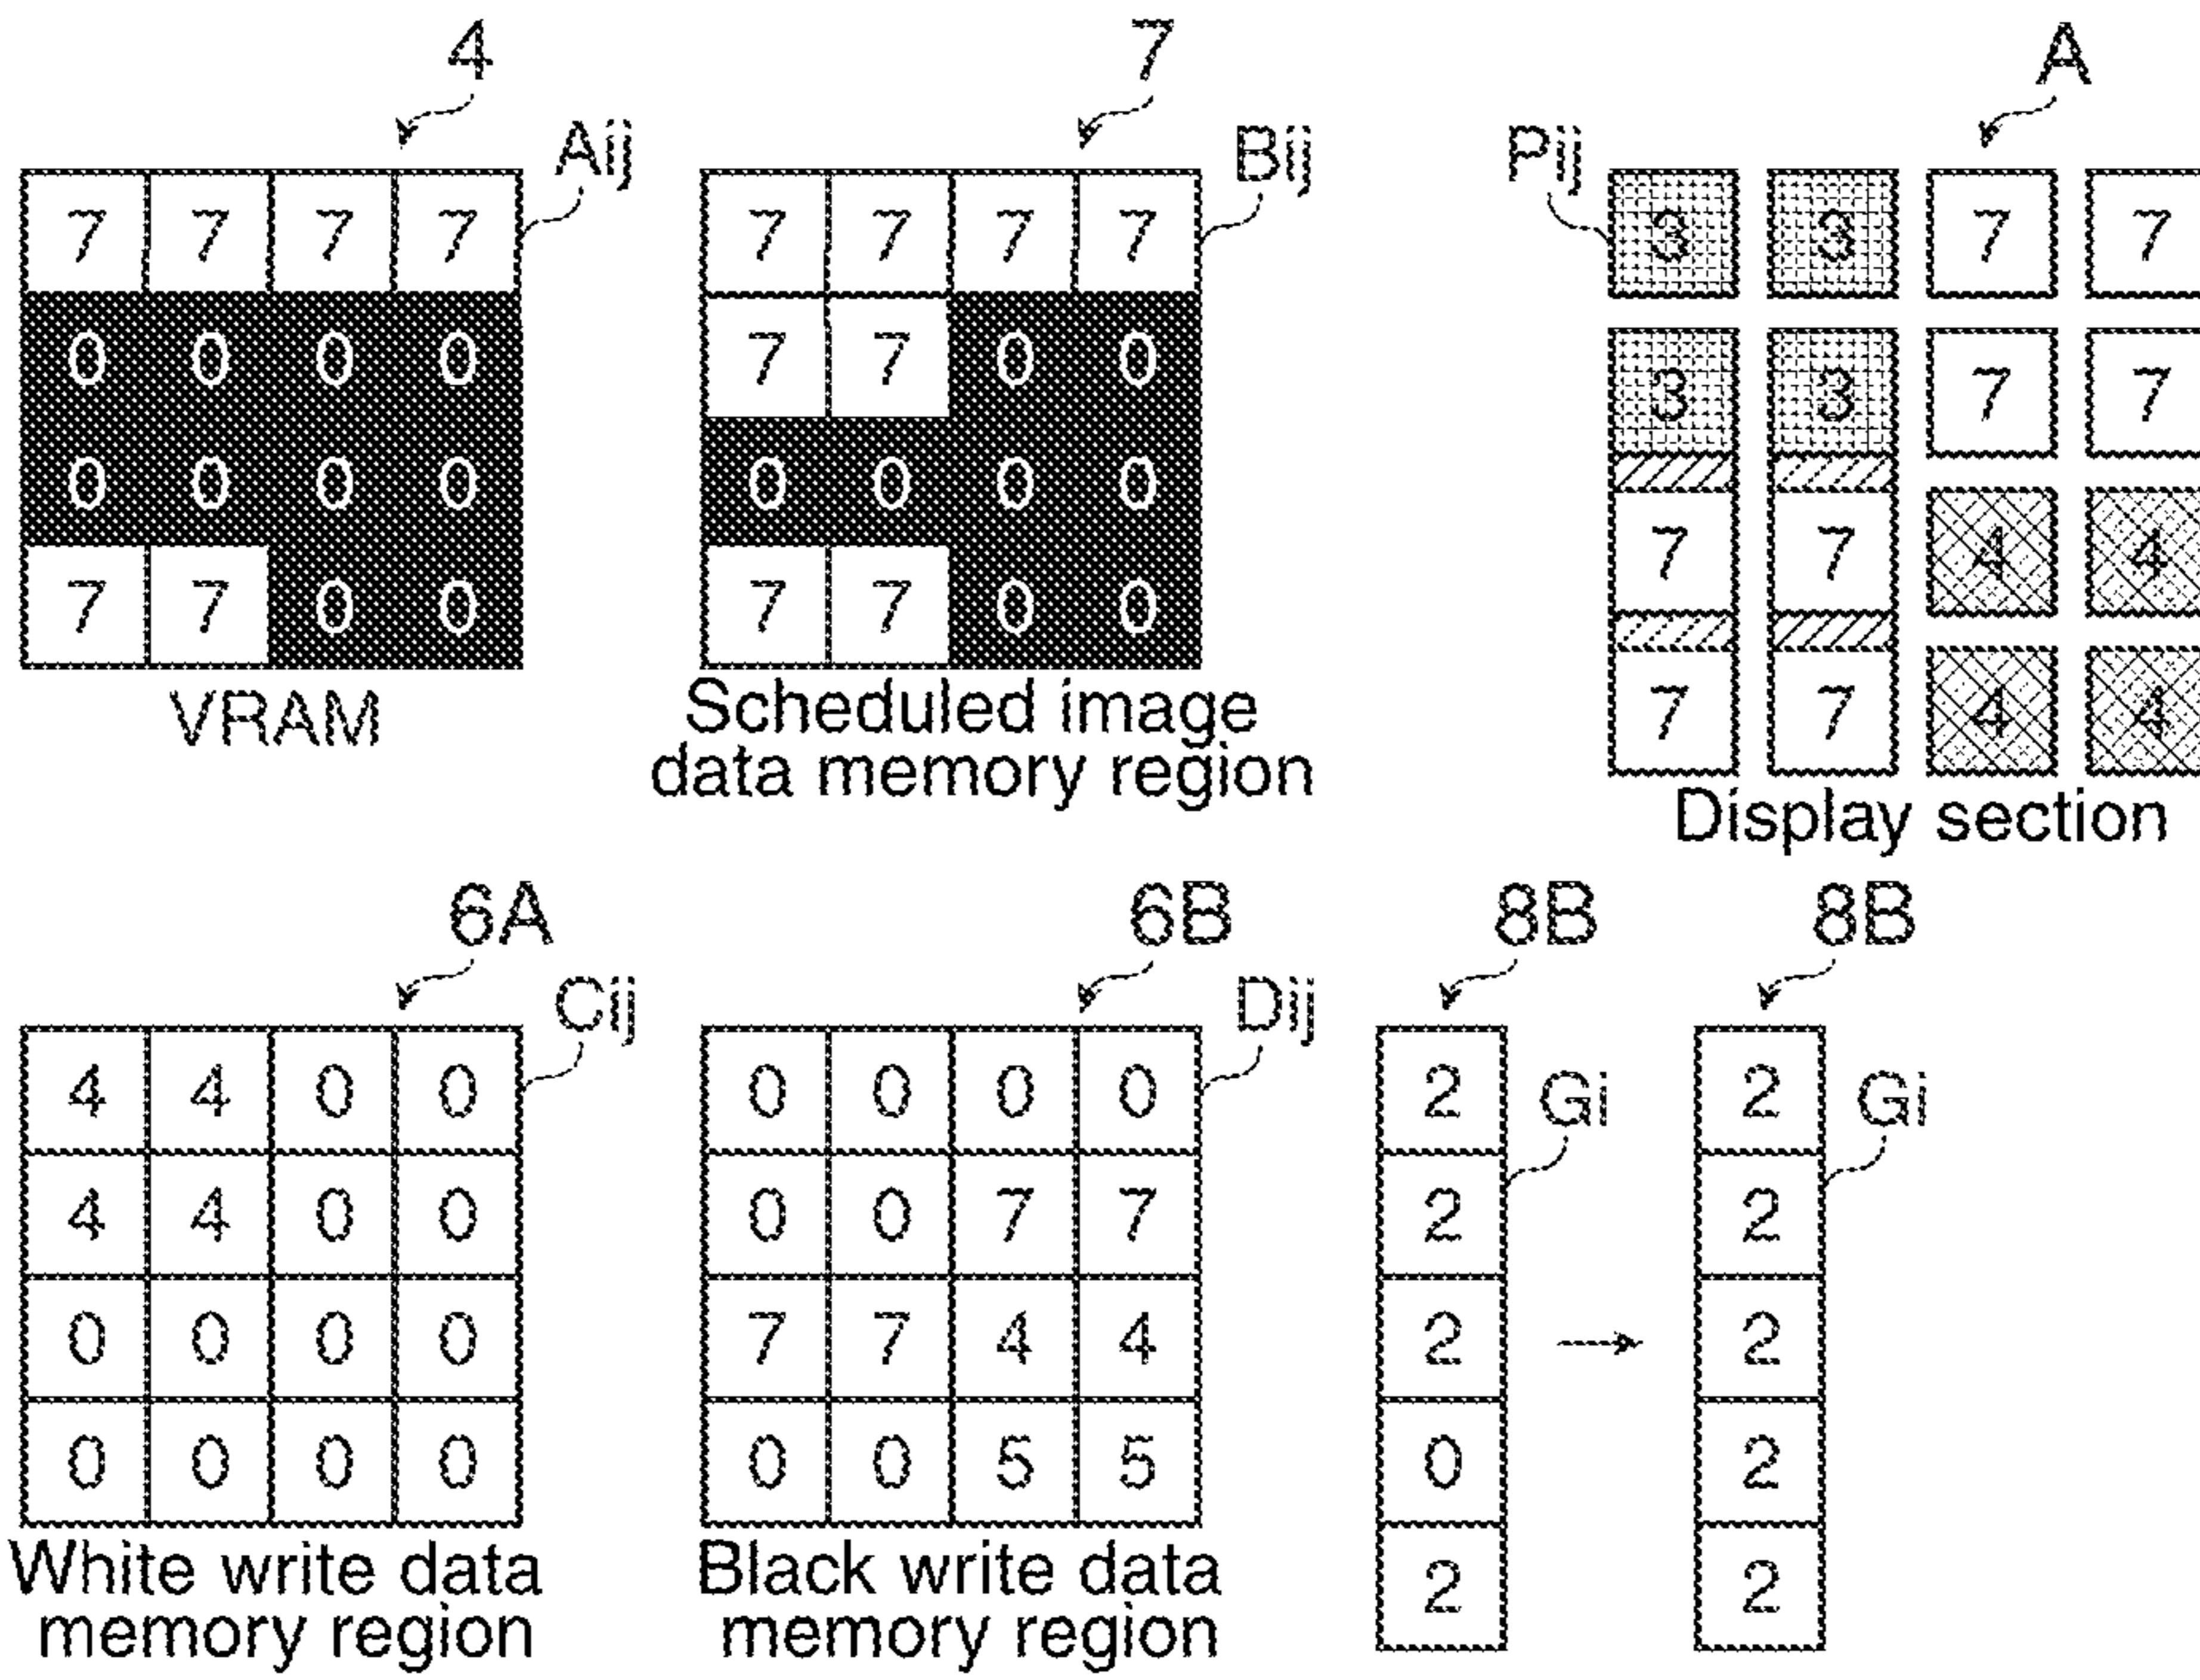 4 7 A
Aij Bij Pij
7 7 7 7 7 7 7 7 3 3 7 7
0 0 0 0 7 7 0 0 3 3 7 7
0 0 0 0 0 0 0 0 7 7 4 4
7 7 0 0 7 7 0 0 7 7 4 4
VRAM
Scheduled image
data memory region
Display section
6A 6B 8B 8B
Cij Dij Gi Gi
4 4 0 0 0 0 0 0 2 2
4 4 0 0 0 0 7 7 2 2
0 0 0 0 7 7 4 4 2 2
0 0 0 0 0 0 5 5 0 2
2 2
White write data
memory region
Black write data
memory region